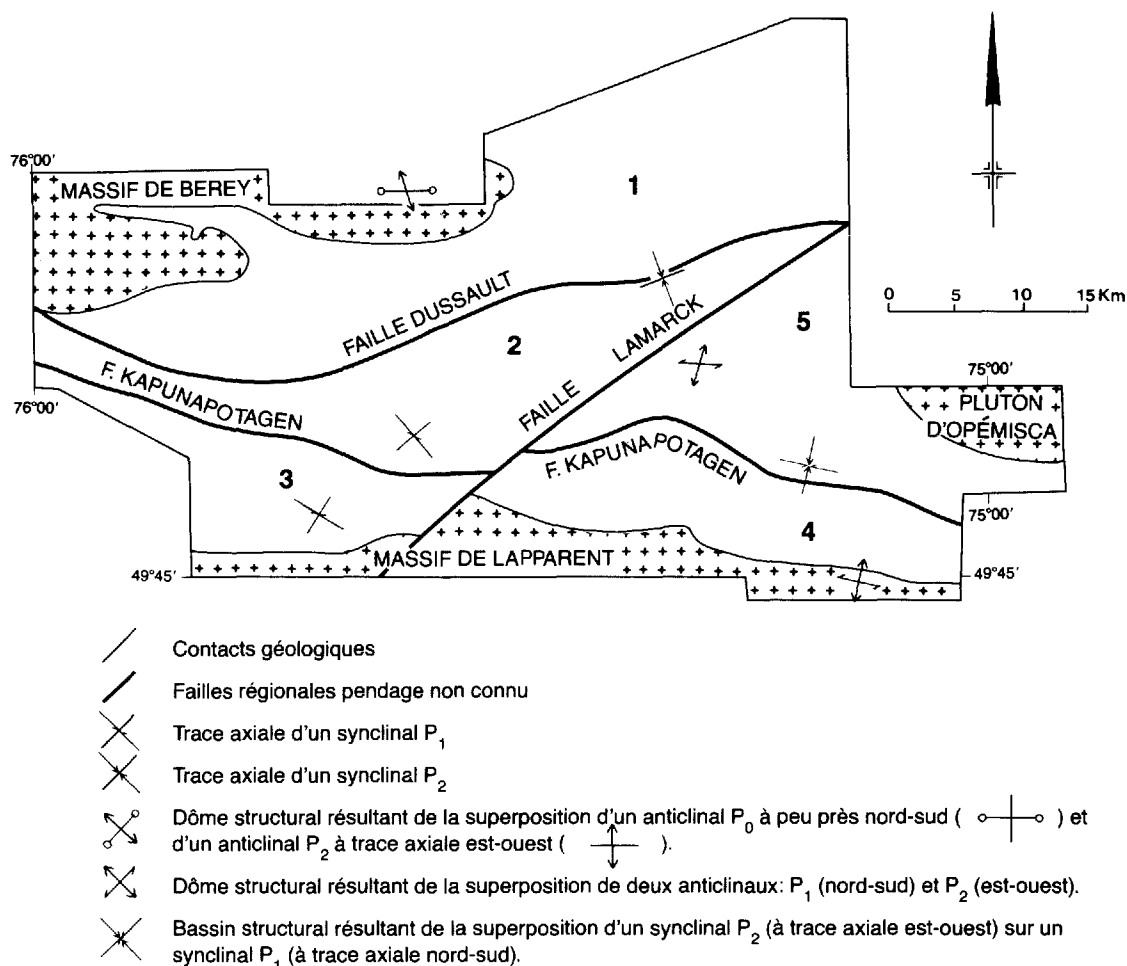 1
76°00'
MASSIF DE BEREY
FAILLE DUSSAULT
0 5 10 15 Km
2
LAMARCK
5
FAILLE
75°00'
F. KAPUNAPOTAGEN
76°00'
PLUTON
D'OPÉMISCA
F. KAPUNAPOTAGEN
3
75°00'
4
MASSIF DE LAPPARENT
49°45'
49°45'
Contacts géologiques
Failles régionales pendage non connu
Trace axiale d'un synclinal P1
Trace axiale d'un synclinal P2
Dôme structural résultant de la superposition d'un anticlinal P0 à peu près nord-sud ( ) et
d'un anticlinal P2 à trace axiale est-ouest ( ).
Dôme structural résultant de la superposition de deux anticlinaux: P1 (nord-sud) et P2 (est-ouest).
Bassin structural résultant de la superposition d'un synclinal P2 (à trace axiale est-ouest) sur un
synclinal P1 (à trace axiale nord-sud).